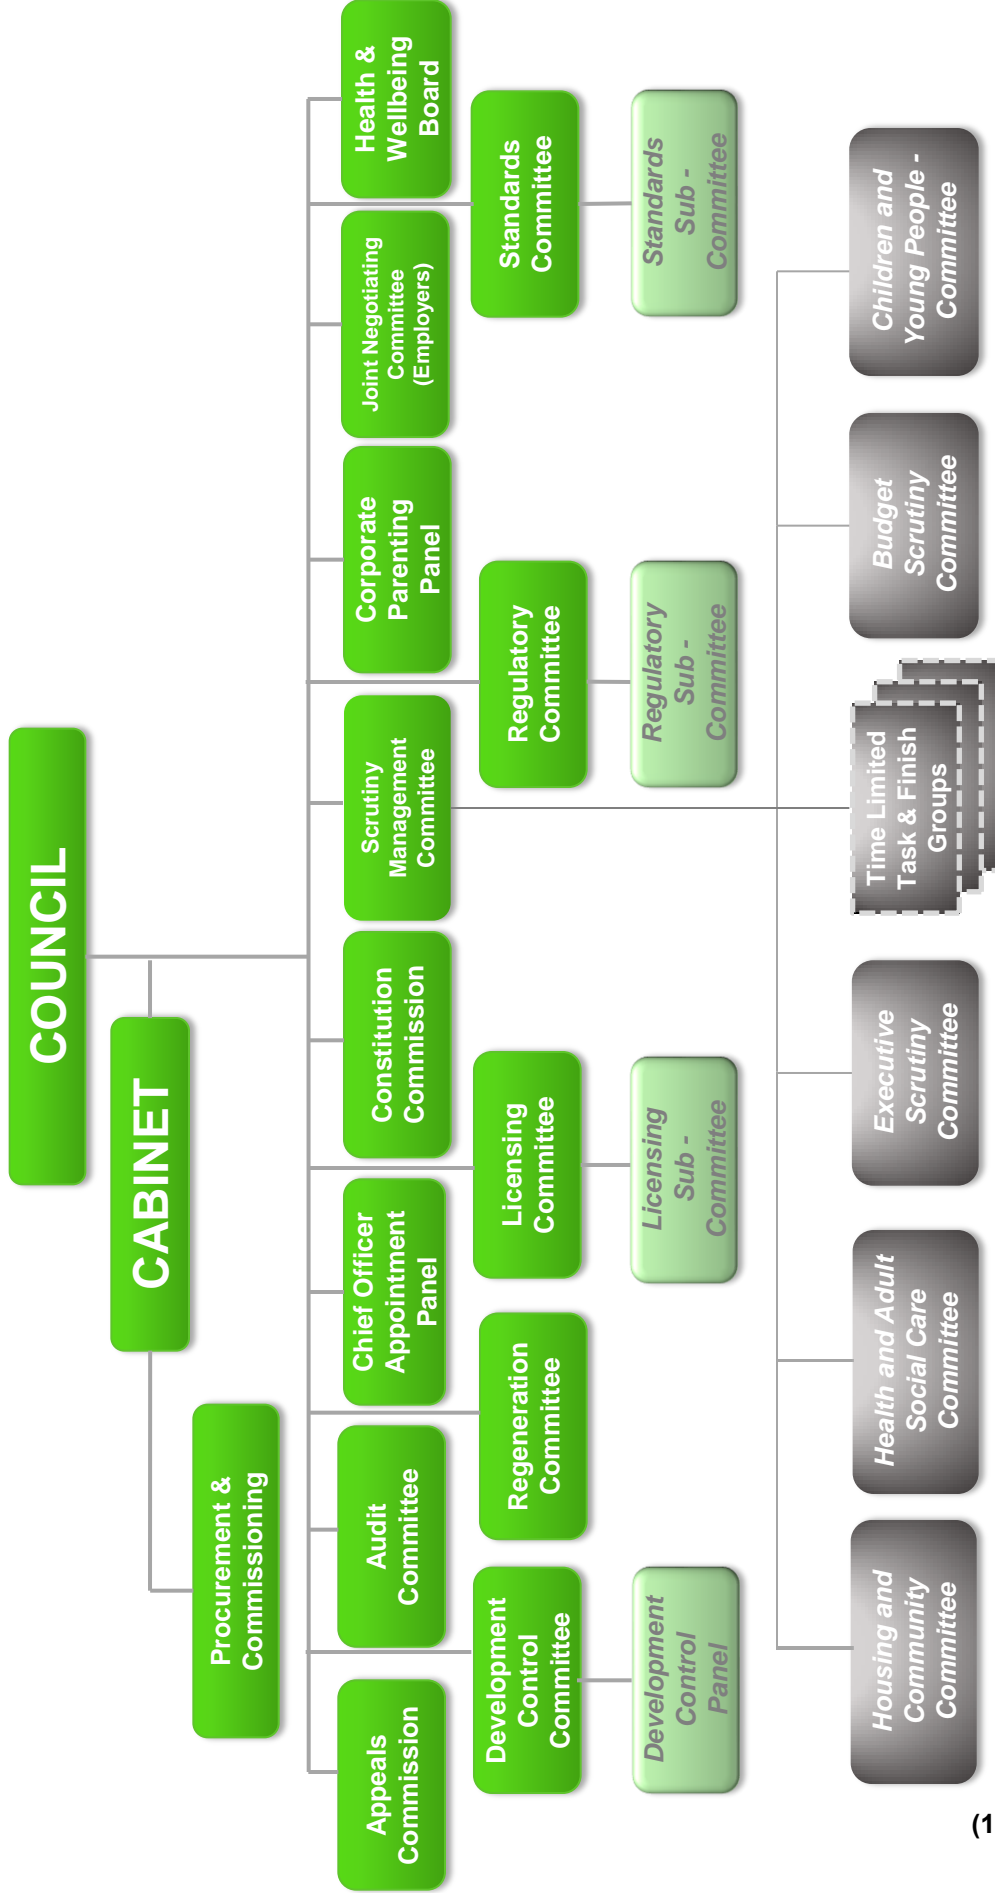 COUNCIL
CABINET
Procurement &
Commissioning
Appeals
Commission
Audit
Committee
Chief Officer
Appointment
Panel
Constitution
Commission
Scrutiny
Management
Committee
Corporate
Parenting
Panel
Joint Negotiating
Committee
(Employers)
Health &
Wellbeing
Board
Development
Control
Committee
Regeneration
Committee
Licensing
Committee
Regulatory
Committee
Standards
Committee
Development
Control
Panel
Licensing
Sub -
Committee
Regulatory
Sub -
Committee
Standards
Sub -
Committee
Housing and
Community
Committee
Health and Adult
Social Care
Committee
Executive
Scrutiny
Committee
Time Limited
Task & Finish
Groups
Budget
Scrutiny
Committee
Children and
Young People -
Committee
(1